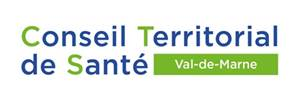 Conseil Territorial
de Santé Val-de-Marne